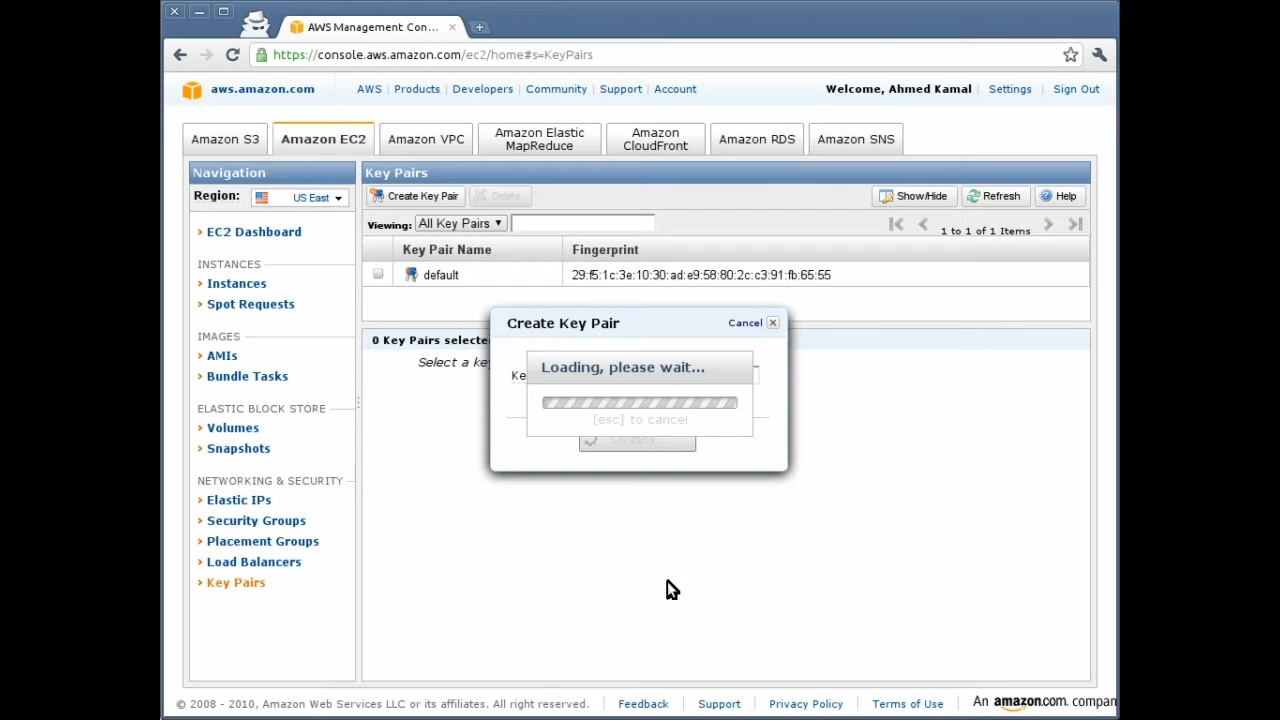 AWS Management Con...
https://console.aws.amazon.com/ec2/home#s=KeyPairs
aws.amazon.com
AWS Products Developers Community Support Account
Welcome, Ahmed Kamal Settings Sign Out
Amazon S3
Amazon EC2
Amazon VPC
Amazon Elastic
MapReduce
Amazon
CloudFront
Amazon RDS
Amazon SNS
Navigation
Region: US East
EC2 Dashboard
INSTANCES
Instances
Spot Requests
IMAGES
AMIs
Bundle Tasks
ELASTIC BLOCK STORE
Volumes
Snapshots
NETWORKING & SECURITY
Elastic IPs
Security Groups
Placement Groups
Load Balancers
Key Pairs
Key Pairs
Create Key Pair Delete Show/Hide Refresh Help
Viewing: All Key Pairs 1 to 1 of 1 Items
Key Pair Name Fingerprint
default 29:f5:1c:3e:10:30:ad:e9:58:80:2c:c3:91:fb:65:55
0 Key Pairs selecte
Select a ke
Create Key Pair Cancel
Ke
Loading, please wait...
[esc] to cancel
Creating...
© 2008 - 2010, Amazon Web Services LLC or its affiliates. All right reserved. Feedback Support Privacy Policy Terms of Use An amazon.com compan